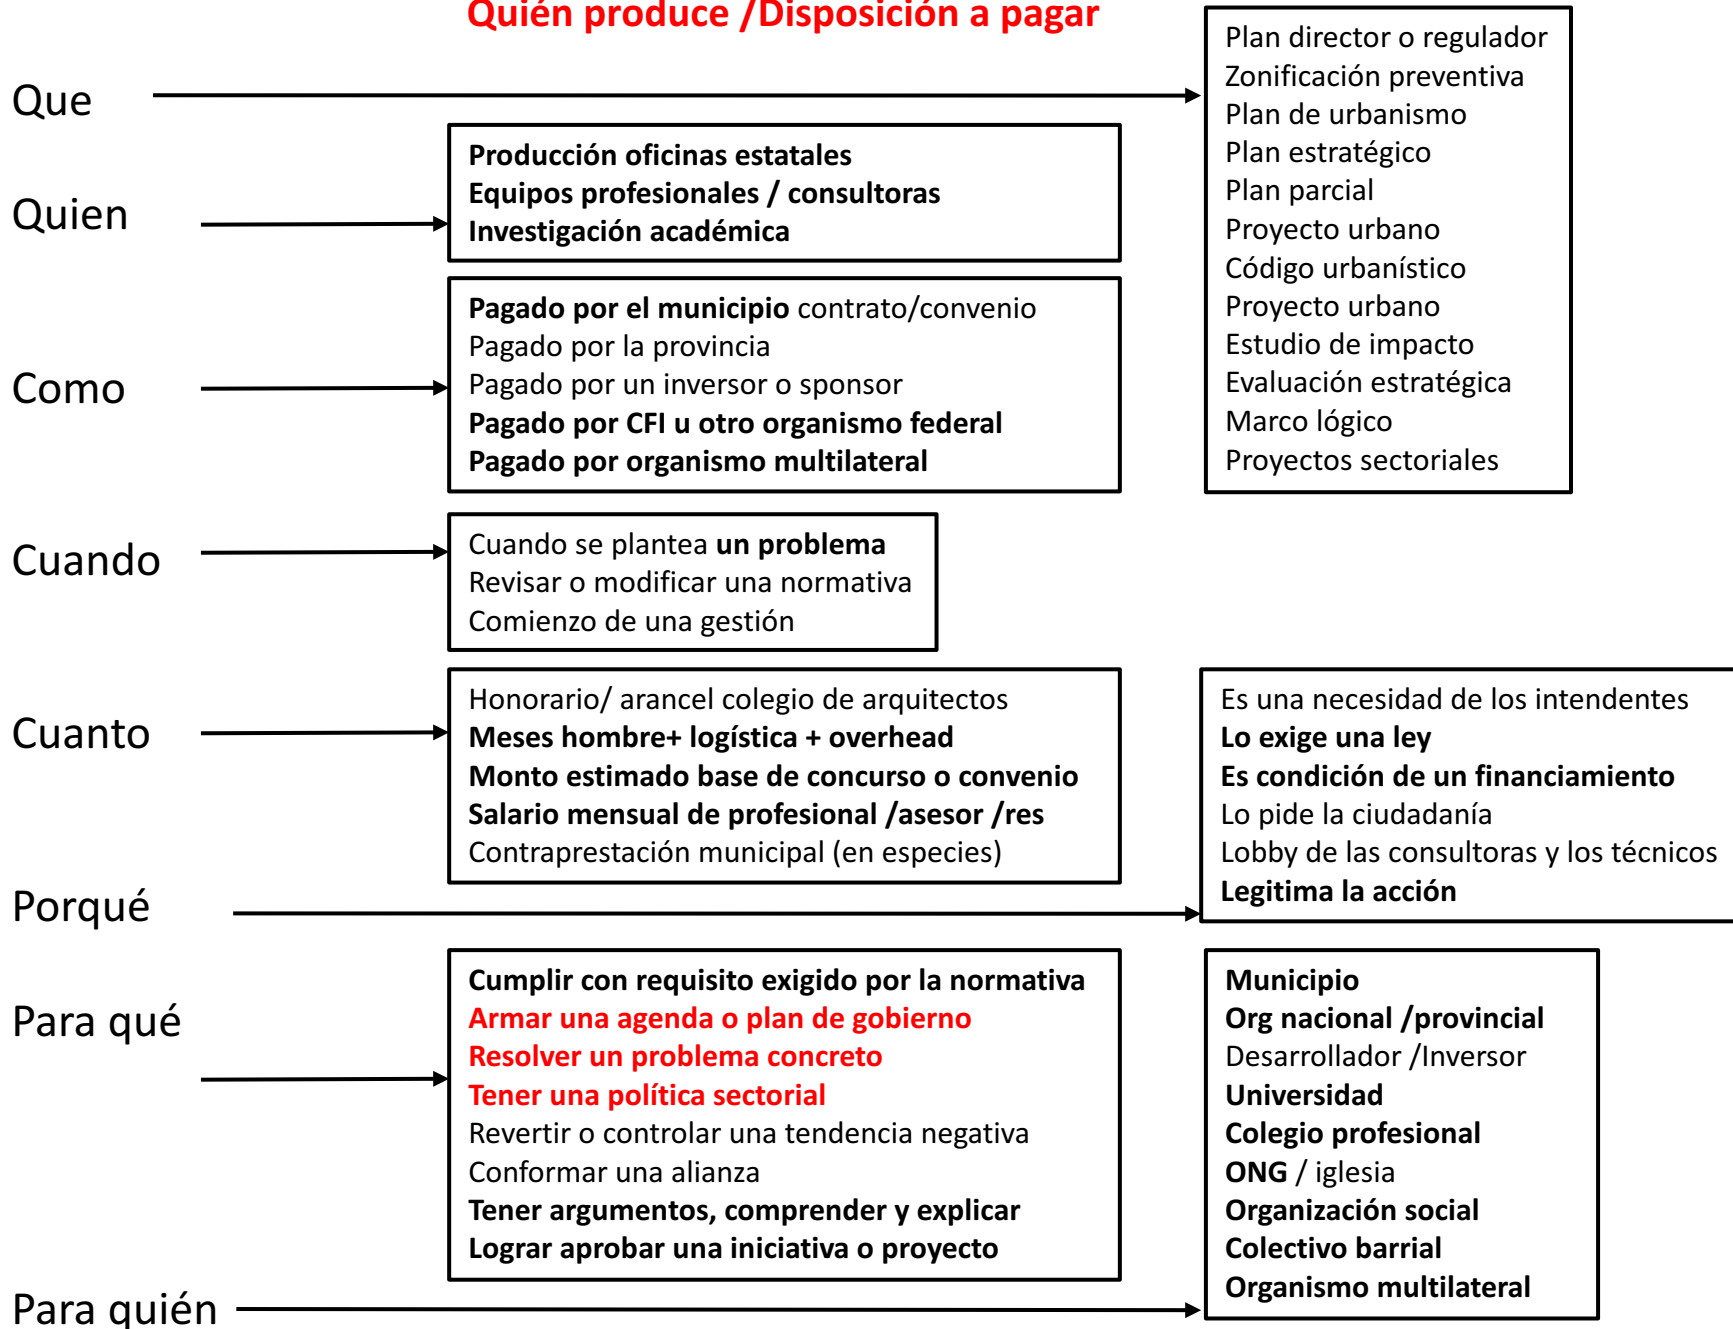 Quién produce /Disposición a pagar
Que
Plan director o regulador
Zonificación preventiva
Plan de urbanismo
Plan estratégico
Plan parcial
Proyecto urbano
Código urbanístico
Proyecto urbano
Estudio de impacto
Evaluación estratégica
Marco lógico
Proyectos sectoriales
Quien
Producción oficinas estatales
Equipos profesionales / consultoras
Investigación académica
Como
Pagado por el municipio contrato/convenio
Pagado por la provincia
Pagado por un inversor o sponsor
Pagado por CFI u otro organismo federal
Pagado por organismo multilateral
Cuando
Cuando se plantea un problema
Revisar o modificar una normativa
Comienzo de una gestión
Cuanto
Honorario/ arancel colegio de arquitectos
Meses hombre+ logística + overhead
Monto estimado base de concurso o convenio
Salario mensual de profesional /asesor /res
Contraprestación municipal (en especies)
Porqué
Es una necesidad de los intendentes
Lo exige una ley
Es condición de un financiamiento
Lo pide la ciudadanía
Lobby de las consultoras y los técnicos
Legitima la acción
Para qué
Cumplir con requisito exigido por la normativa
Armar una agenda o plan de gobierno
Resolver un problema concreto
Tener una política sectorial
Revertir o controlar una tendencia negativa
Conformar una alianza
Tener argumentos, comprender y explicar
Lograr aprobar una iniciativa o proyecto
Para quién
Municipio
Org nacional /provincial
Desarrollador /Inversor
Universidad
Colegio profesional
ONG / iglesia
Organización social
Colectivo barrial
Organismo multilateral